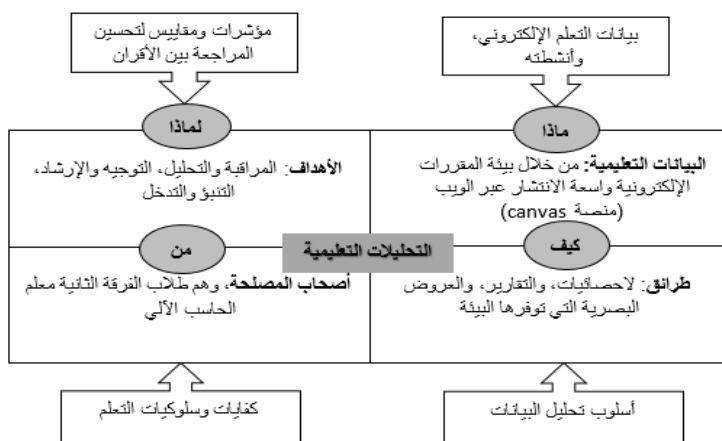 بيانات التعلم الإلكتروني،
وأنشطته
مؤشرات ومقاييس لتحسين
المراجعة بين الأقران
ماذا
البيانات التعليمية: من خلال بيئة المقررات
الإلكترونية واسعة الانتشار عبر الويب
(منصة canvas)
لماذا
الأهداف: المراقبة والتحليل، التوجيه والإرشاد،
التنبؤ والتدخل
التحليلات التعليمية
كيف
طرائق: لاحصائيات، والتقارير، والعروض
البصرية التي توفرها البيئة
من
أصحاب المصلحة، وهم طلاب الفرقة الثانية معلم
الحاسب الآلي
أسلوب تحليل البيانات
كفايات وسلوكيات التعلم